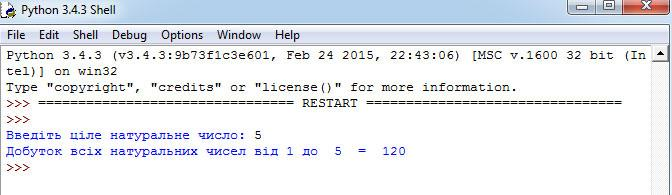 Python 3.4.3 Shell
File Edit Shell Debug Options Window Help
Python 3.4.3 (v3.4.3:9b73f1c3e601, Feb 24 2015, 22:43:06) [MSC v.1600 32 bit (In
tel)] on win32
Type "copyright", "credits" or "license()" for more information.
>>> ================================ RESTART ================================
>>>
Введіть ціле натуральне число: 5
Добуток всіх натуральних чисел від 1 до  5  =  120
>>>